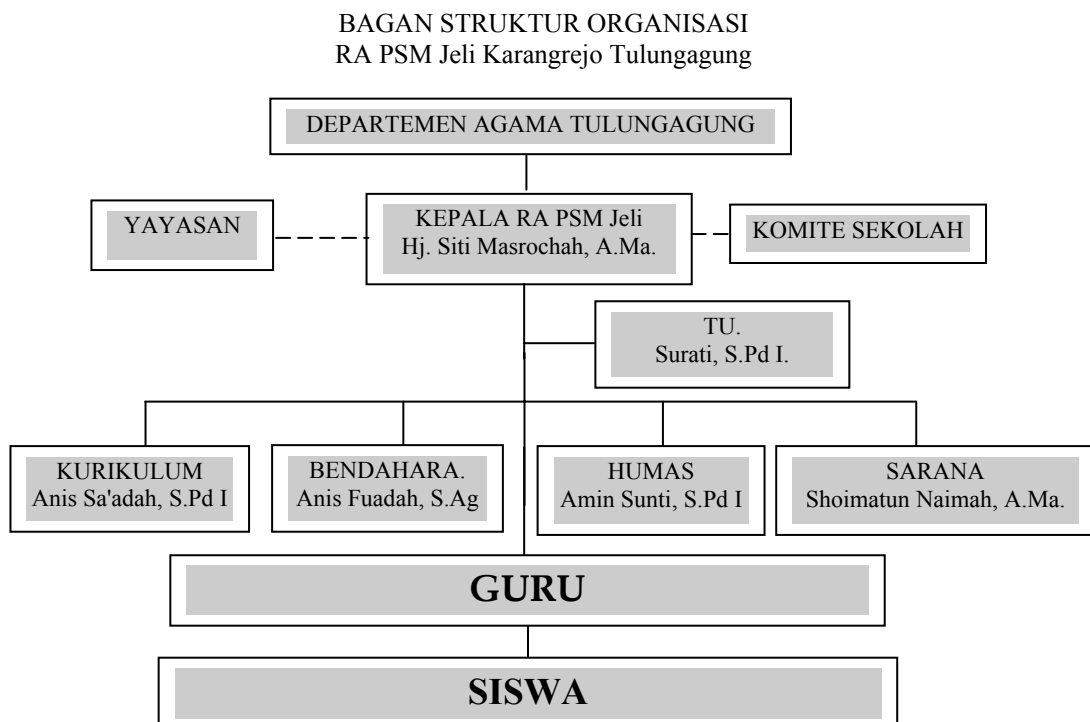 BAGAN STRUKTUR ORGANISASI
RA PSM Jeli Karangrejo Tulungagung
DEPARTEMEN AGAMA TULUNGAGUNG
YAYASAN
KEPALA RA PSM Jeli
Hj. Siti Masrochah, A.Ma.
KOMITE SEKOLAH
TU.
Surati, S.Pd I.
KURIKULUM
Anis Sa'adah, S.Pd I
BENDAHARA.
Anis Fuadah, S.Ag
HUMAS
Amin Sunti, S.Pd I
SARANA
Shoimatun Naimah, A.Ma.
GURU
SISWA